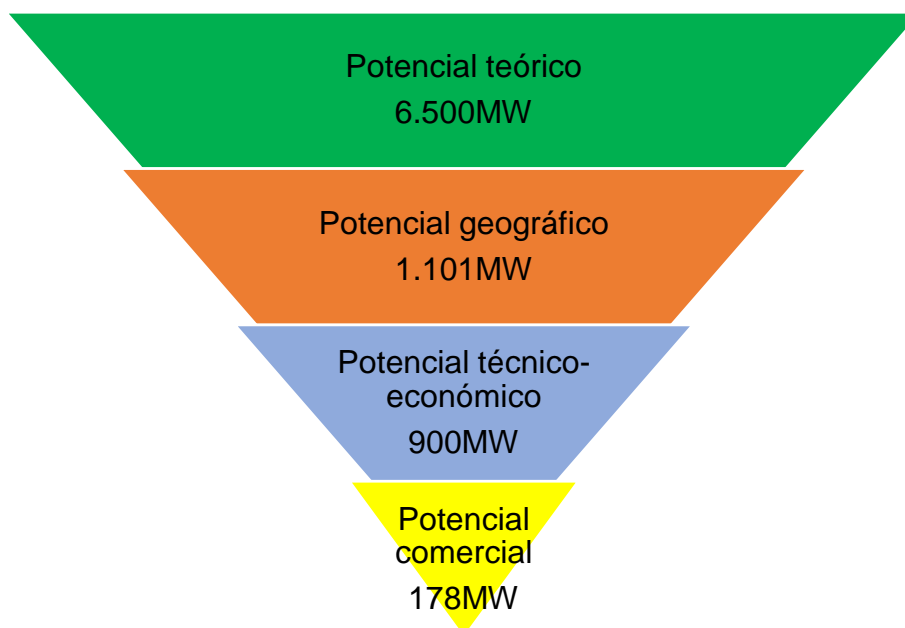 Potencial teórico
6.500MW
Potencial geográfico
1.101MW
Potencial técnico-
económico
900MW
Potencial
comercial
178MW